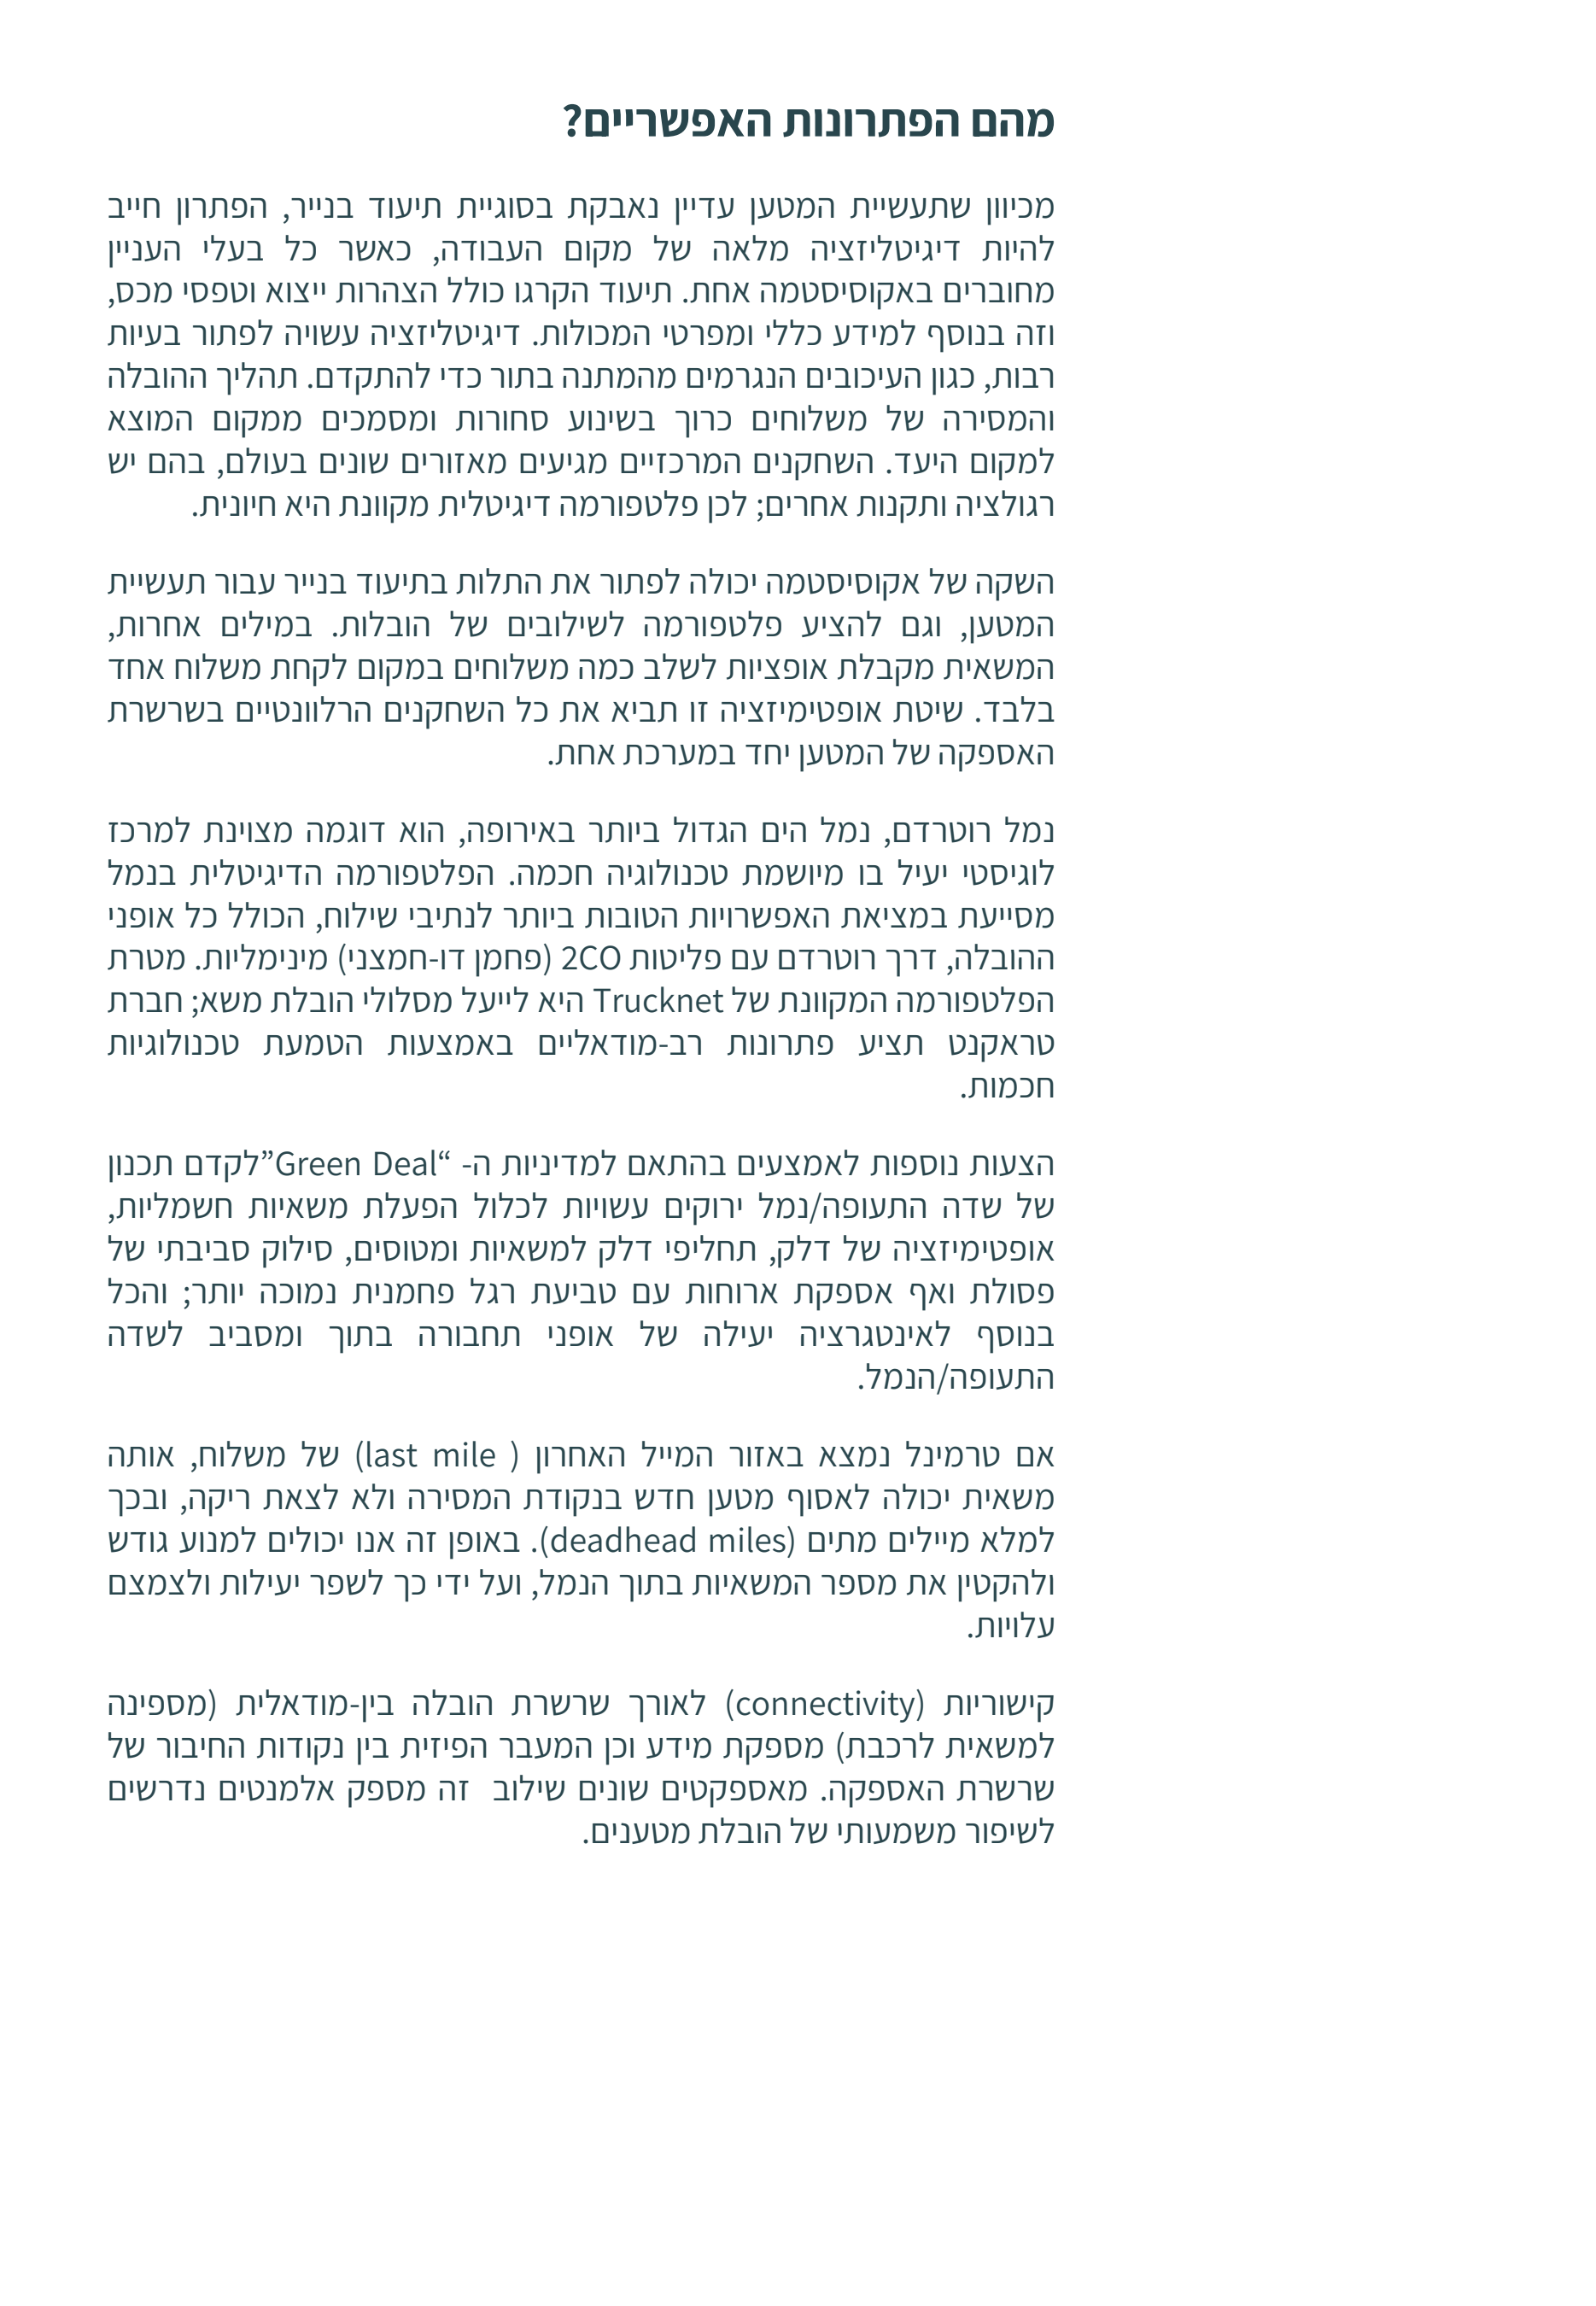 מהם הפתרונות האפשריים?
מכיוון שתעשיית המטען עדיין נאבקת בסוגיית תיעוד בנייר, הפתרון חייב
להיות דיגיטליזציה מלאה של מקום העבודה, כאשר כל בעלי העניין
מחוברים באקוסיסטמה אחת. תיעוד הקרגו כולל הצהרות ייצוא וטפסי מכס,
וזה בנוסף למידע כללי ומפרטי המכולות. דיגיטליזציה עשויה לפתור בעיות
רבות, כגון העיכובים הנגרמים מהמתנה בתור כדי להתקדם. תהליך ההובלה
והמסירה של משלוחים כרוך בשינוע סחורות ומסמכים ממקום המוצא
למקום היעד. השחקנים המרכזיים מגיעים מאזורים שונים בעולם, בהם יש
רגולציה ותקנות אחרים; לכן פלטפורמה דיגיטלית מקוונת היא חיונית.
השקה של אקוסיסטמה יכולה לפתור את התלות בתיעוד בנייר עבור תעשיית
המטען, וגם להציע פלטפורמה לשילובים של הובלות. במילים אחרות,
המשאית מקבלת אופציות לשלב כמה משלוחים במקום לקחת משלוח אחד
בלבד. שיטת אופטימיזציה זו תביא את כל השחקנים הרלוונטיים בשרשרת
האספקה של המטען יחד במערכת אחת.
נמל רוטרדם, נמל הים הגדול ביותר באירופה, הוא דוגמה מצוינת למרכז
לוגיסטי יעיל בו מיושמת טכנולוגיה חכמה. הפלטפורמה הדיגיטלית בנמל
מסייעת במציאת האפשרויות הטובות ביותר לנתיבי שילוח, הכולל כל אופני
ההובלה, דרך רוטרדם עם פליטות 2CO (פחמן דו-חמצני) מינימליות. מטרת
הפלטפורמה המקוונת של Trucknet היא לייעל מסלולי הובלת משא; חברת
טראקנט תציע פתרונות רב-מודאליים באמצעות הטמעת טכנולוגיות
חכמות.
הצעות נוספות לאמצעים בהתאם למדיניות ה- “Green Deal”לקדם תכנון
של שדה התעופה/נמל ירוקים עשויות לכלול הפעלת משאיות חשמליות,
אופטימיזציה של דלק, תחליפי דלק למשאיות ומטוסים, סילוק סביבתי של
פסולת ואף אספקת ארוחות עם טביעת רגל פחמנית נמוכה יותר; והכל
בנוסף לאינטגרציה יעילה של אופני תחבורה בתוך ומסביב לשדה
התעופה/הנמל.
אם טרמינל נמצא באזור המייל האחרון ( last mile) של משלוח, אותה
משאית יכולה לאסוף מטען חדש בנקודת המסירה ולא לצאת ריקה, ובכך
למלא מיילים מתים (deadhead miles). באופן זה אנו יכולים למנוע גודש
ולהקטין את מספר המשאיות בתוך הנמל, ועל ידי כך לשפר יעילות ולצמצם
עלויות.
קישוריות (connectivity) לאורך שרשרת הובלה בין-מודאלית (מספינה
למשאית לרכבת) מספקת מידע וכן המעבר הפיזית בין נקודות החיבור של
שרשרת האספקה. מאספקטים שונים שילוב  זה מספק אלמנטים נדרשים
לשיפור משמעותי של הובלת מטענים.